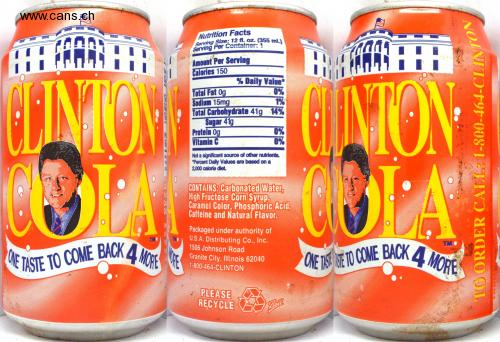 www.cans.ch
CLINTON
COLA
™
ONE TASTE TO COME BACK 4 MORE
Nutrition Facts
Serving Size: 12 fl. oz. (355 mL)
Serving Per Container: 1
Amount Per Serving
Calories 150
% Daily Value*
Total Fat 0g 0%
Sodium 15mg 1%
Total Carbohydrate 41g 14%
Sugar 41g
Protein 0g 0%
Vitamin C 0%
Not a significant source of other nutrients.
*Percent Daily Values are based on a
2,000 calorie diet.
CONTAINS: Carbonated Water,
High Fructose Corn Syrup,
Caramel Color, Phosphoric Acid,
Caffeine and Natural Flavor.
Packaged under authority of
U.S.A. Distributing Co., Inc.
1505 Johnson Road
Granite City, Illinois 62040
1-800-464-CLINTON
PLEASE
RECYCLE
CLINTON
COLA
™
ONE TASTE TO COME BACK 4 MORE
TO ORDER CALL: 1-800-464-CLINTON